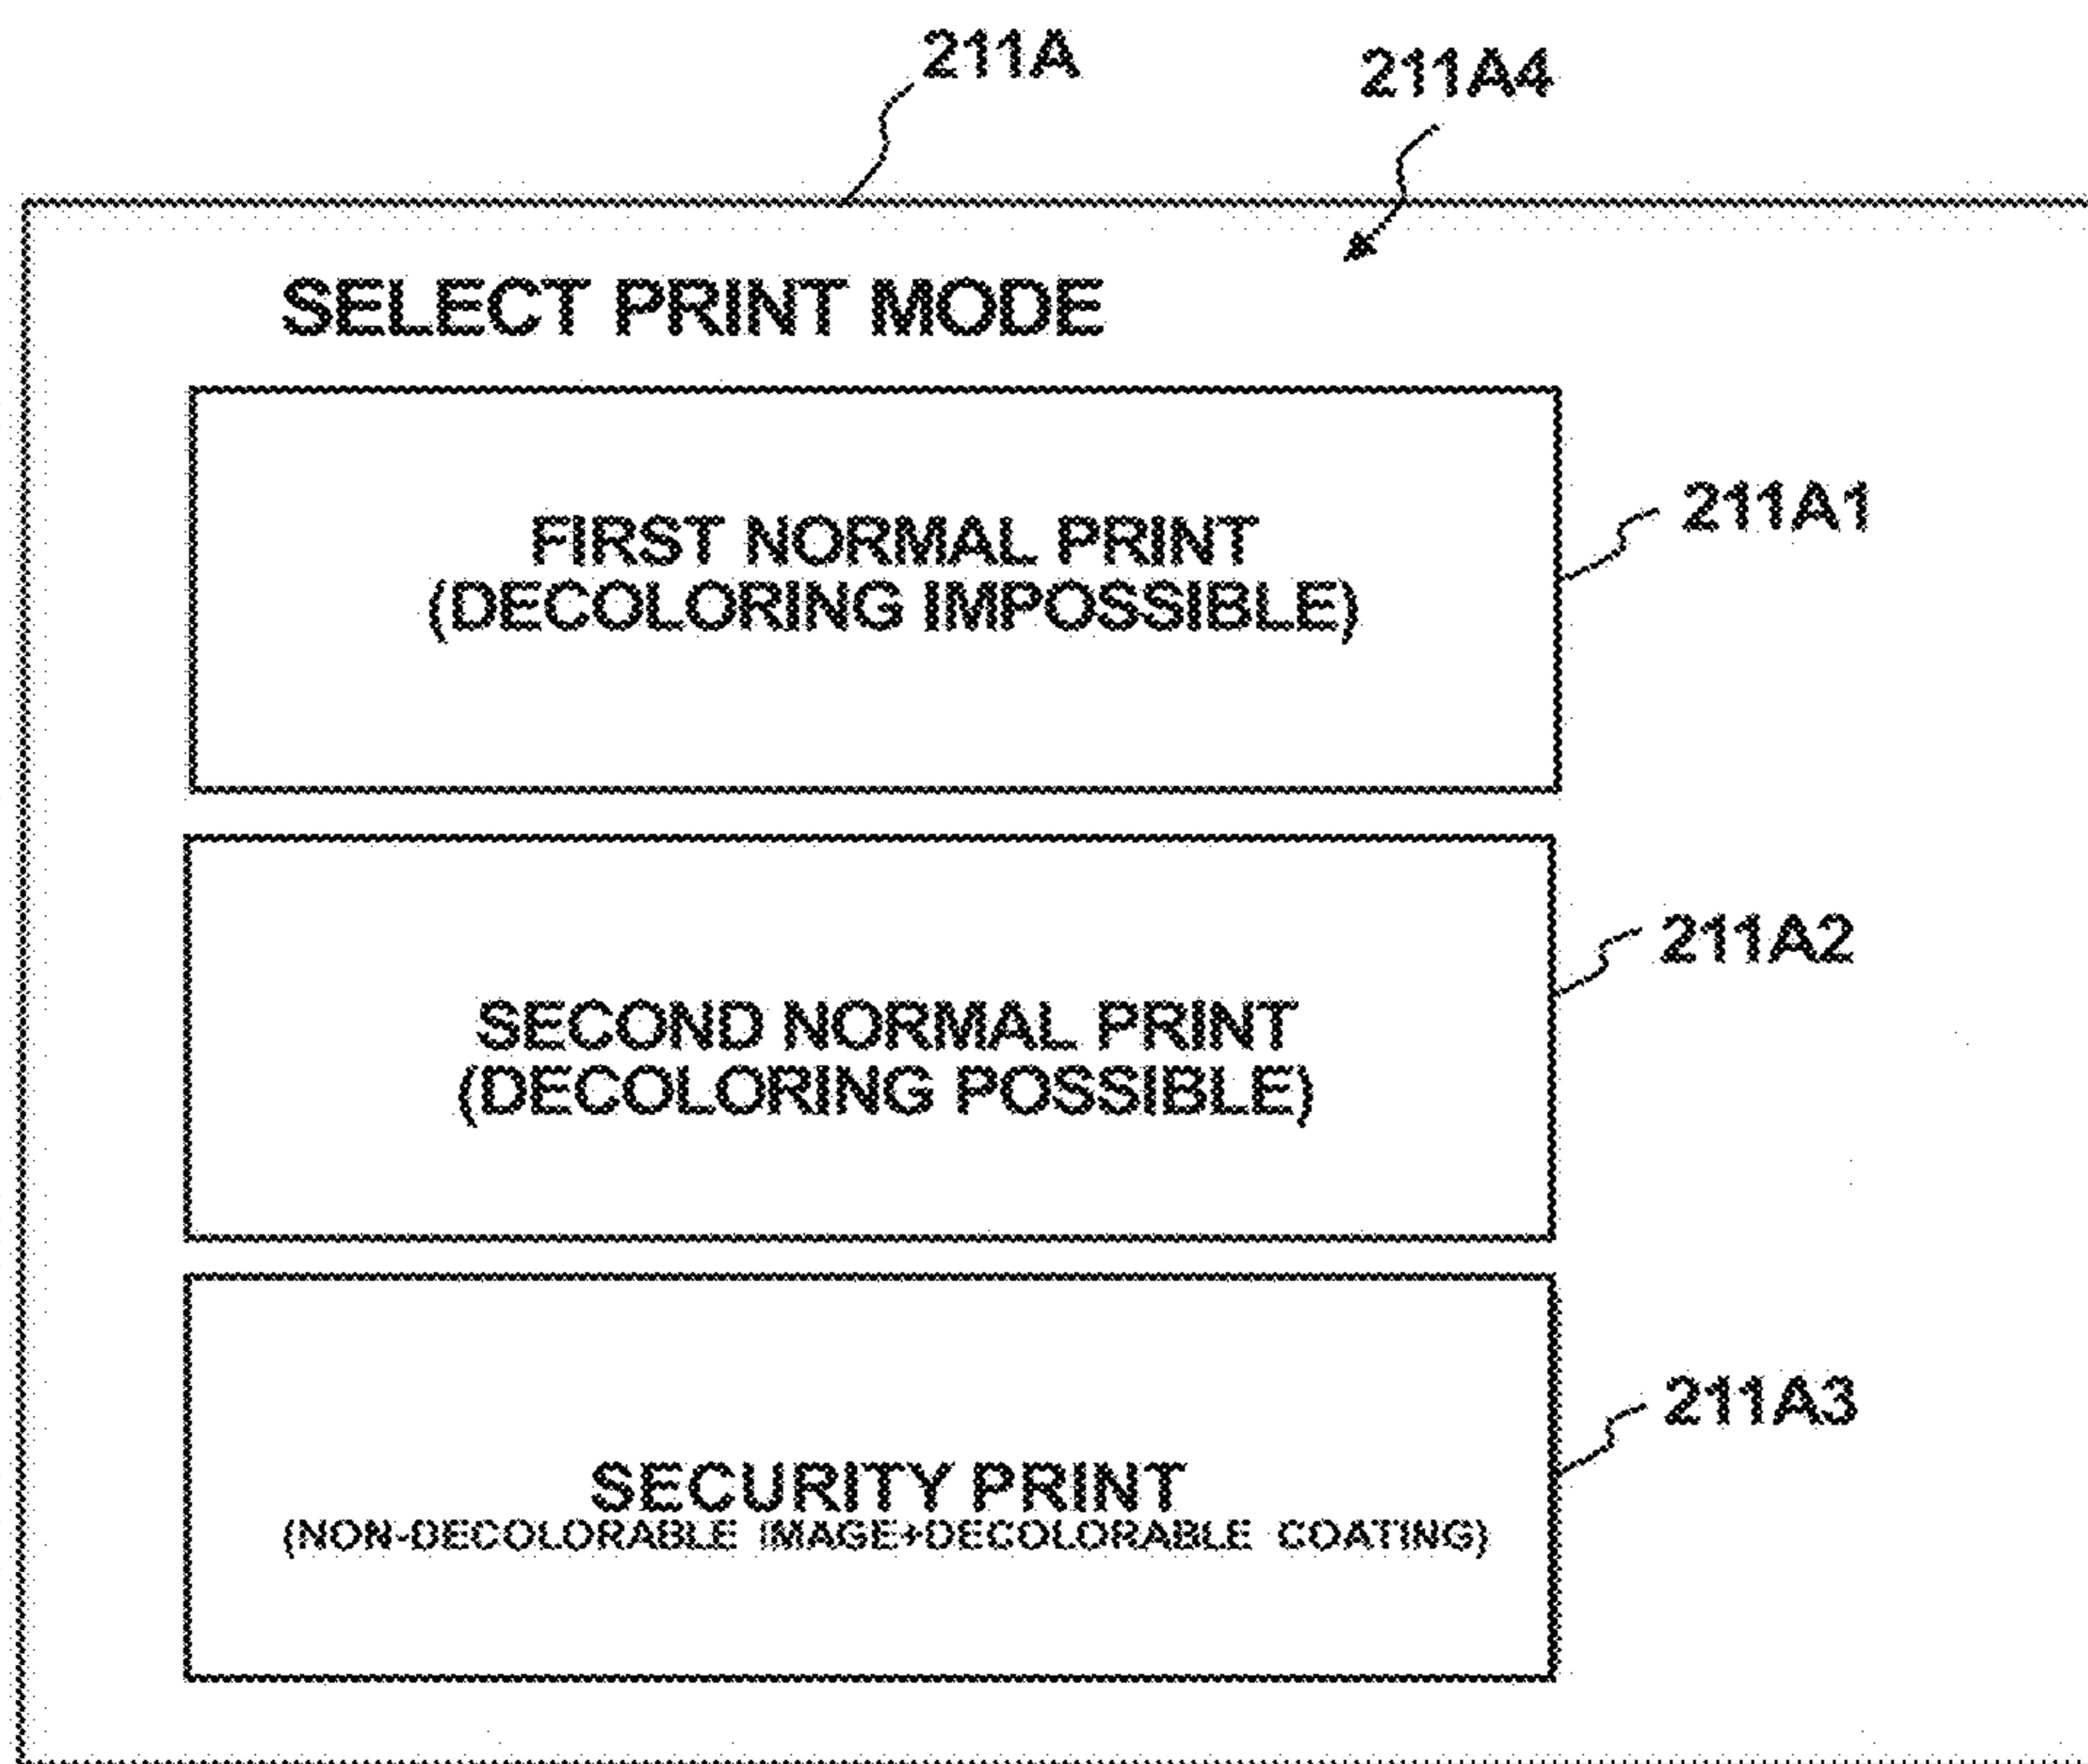 211A
211A4
SELECT PRINT MODE
FIRST NORMAL PRINT
(DECOLORING IMPOSSIBLE)
211A1
SECOND NORMAL PRINT
(DECOLORING POSSIBLE)
211A2
SECURITY PRINT
(NON-DECOLORABLE IMAGE+DECOLORABLE COATING)
211A3